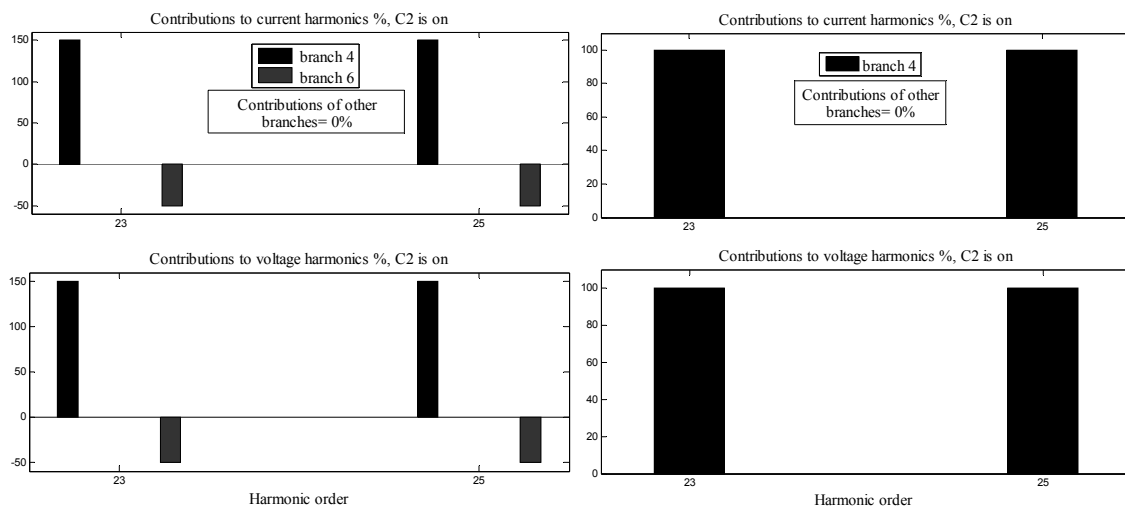 Contributions to current harmonics %, C2 is on
150
100
50
0
-50
branch 4
branch 6
Contributions of other
branches= 0%
23
25
Contributions to voltage harmonics %, C2 is on
150
100
50
0
-50
23
25
Harmonic order
Contributions to current harmonics %, C2 is on
100
80
60
40
20
0
branch 4
Contributions of other
branches= 0%
23
25
Contributions to voltage harmonics %, C2 is on
100
80
60
40
20
0
23
25
Harmonic order